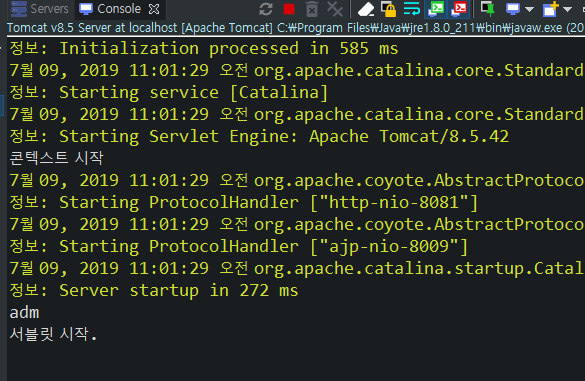 Servers Console
Tomcat v8.5 Server at localhost [Apache Tomcat] C:₩Program Files₩Java₩jre1.8.0_211₩bin₩javaw.exe (20
정보: Initialization processed in 585 ms
7월 09, 2019 11:01:29 오전 org.apache.catalina.core.Standard
정보: Starting service [Catalina]
7월 09, 2019 11:01:29 오전 org.apache.catalina.core.Standard
정보: Starting Servlet Engine: Apache Tomcat/8.5.42
콘텍스트 시작
7월 09, 2019 11:01:29 오전 org.apache.coyote.AbstractProtoco
정보: Starting ProtocolHandler ["http-nio-8081"]
7월 09, 2019 11:01:29 오전 org.apache.coyote.AbstractProtoco
정보: Starting ProtocolHandler ["ajp-nio-8009"]
7월 09, 2019 11:01:29 오전 org.apache.catalina.startup.Catal
정보: Server startup in 272 ms
adm
서블릿 시작.